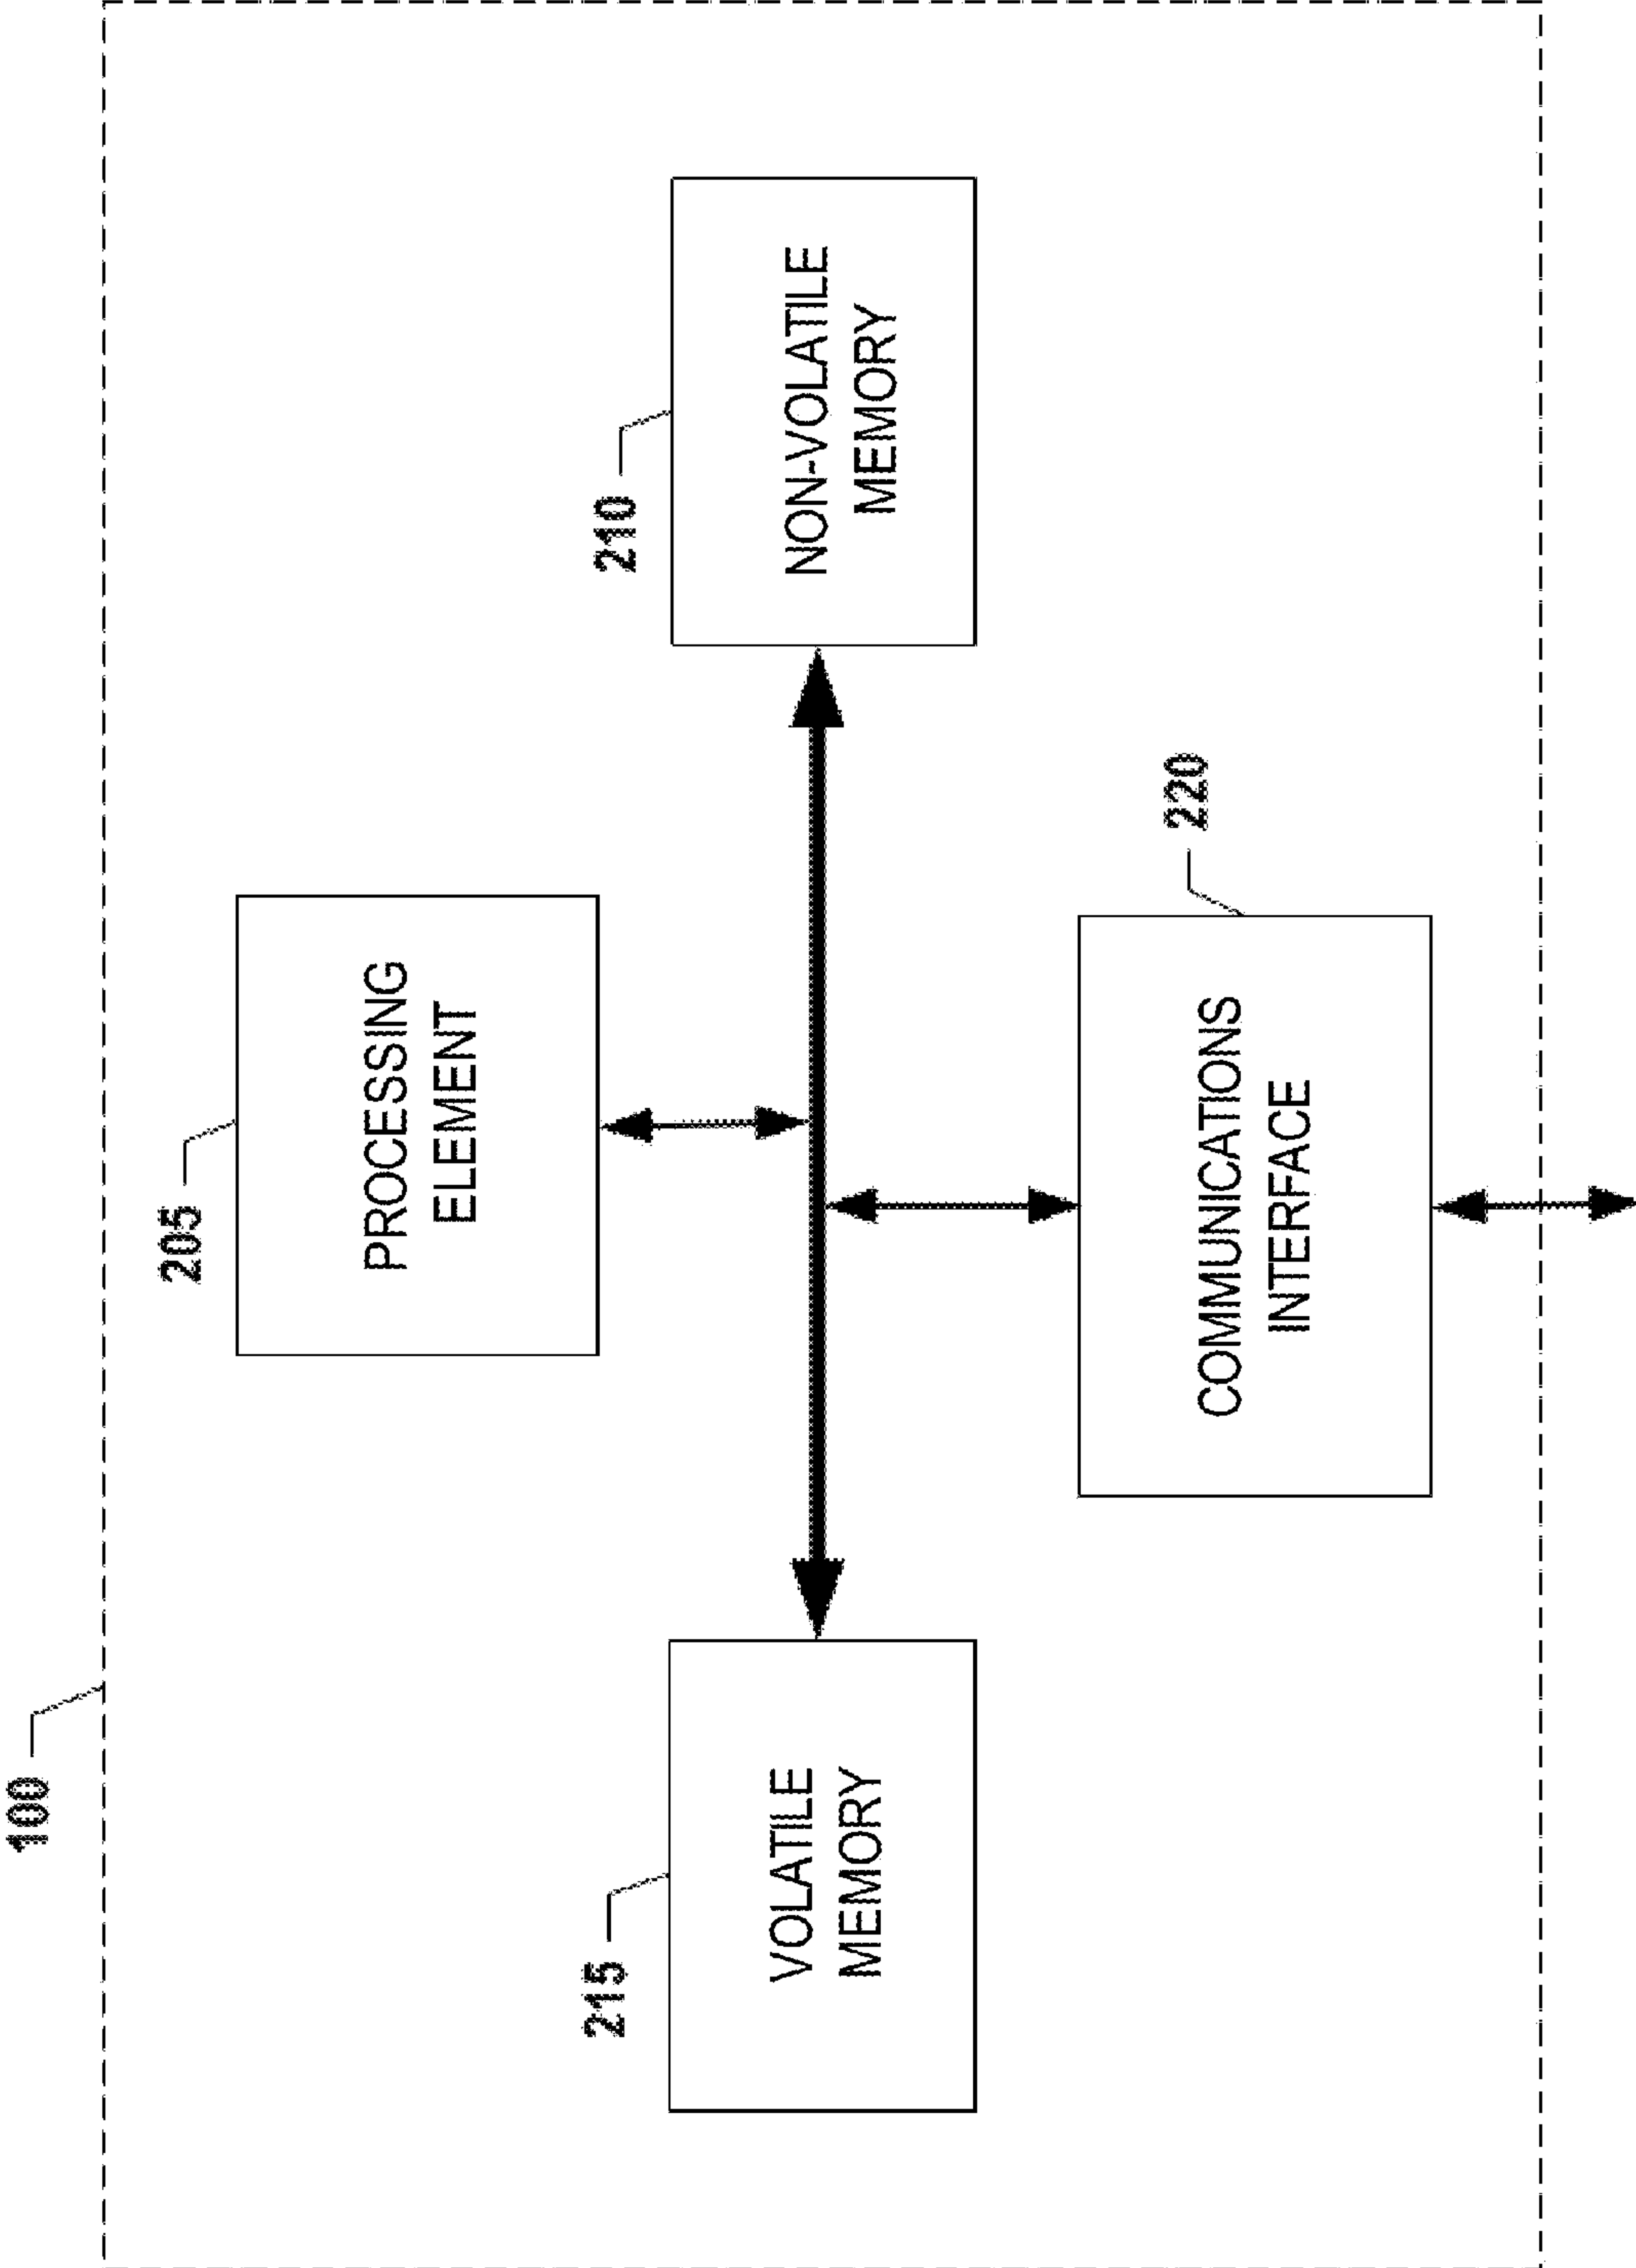 100
205
PROCESSING
ELEMENT
215
VOLATILE
MEMORY
210
NON-VOLATILE
MEMORY
220
COMMUNICATIONS
INTERFACE